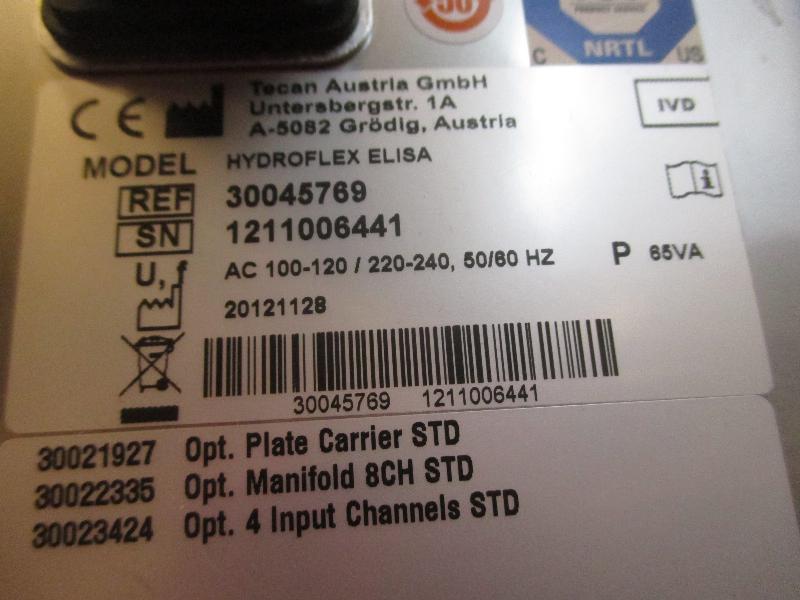 50
C NRTL US
Tecan Austria GmbH
Untersbergstr. 1A
A-5082 Grödig, Austria
CE
IVD
MODEL HYDROFLEX ELISA
REF 30045769
i
SN 1211006441
U, f AC 100-120 / 220-240, 50/60 HZ P 65VA
20121128
30045769 1211006441
30021927 Opt. Plate Carrier STD
30022335 Opt. Manifold 8CH STD
30023424 Opt. 4 Input Channels STD